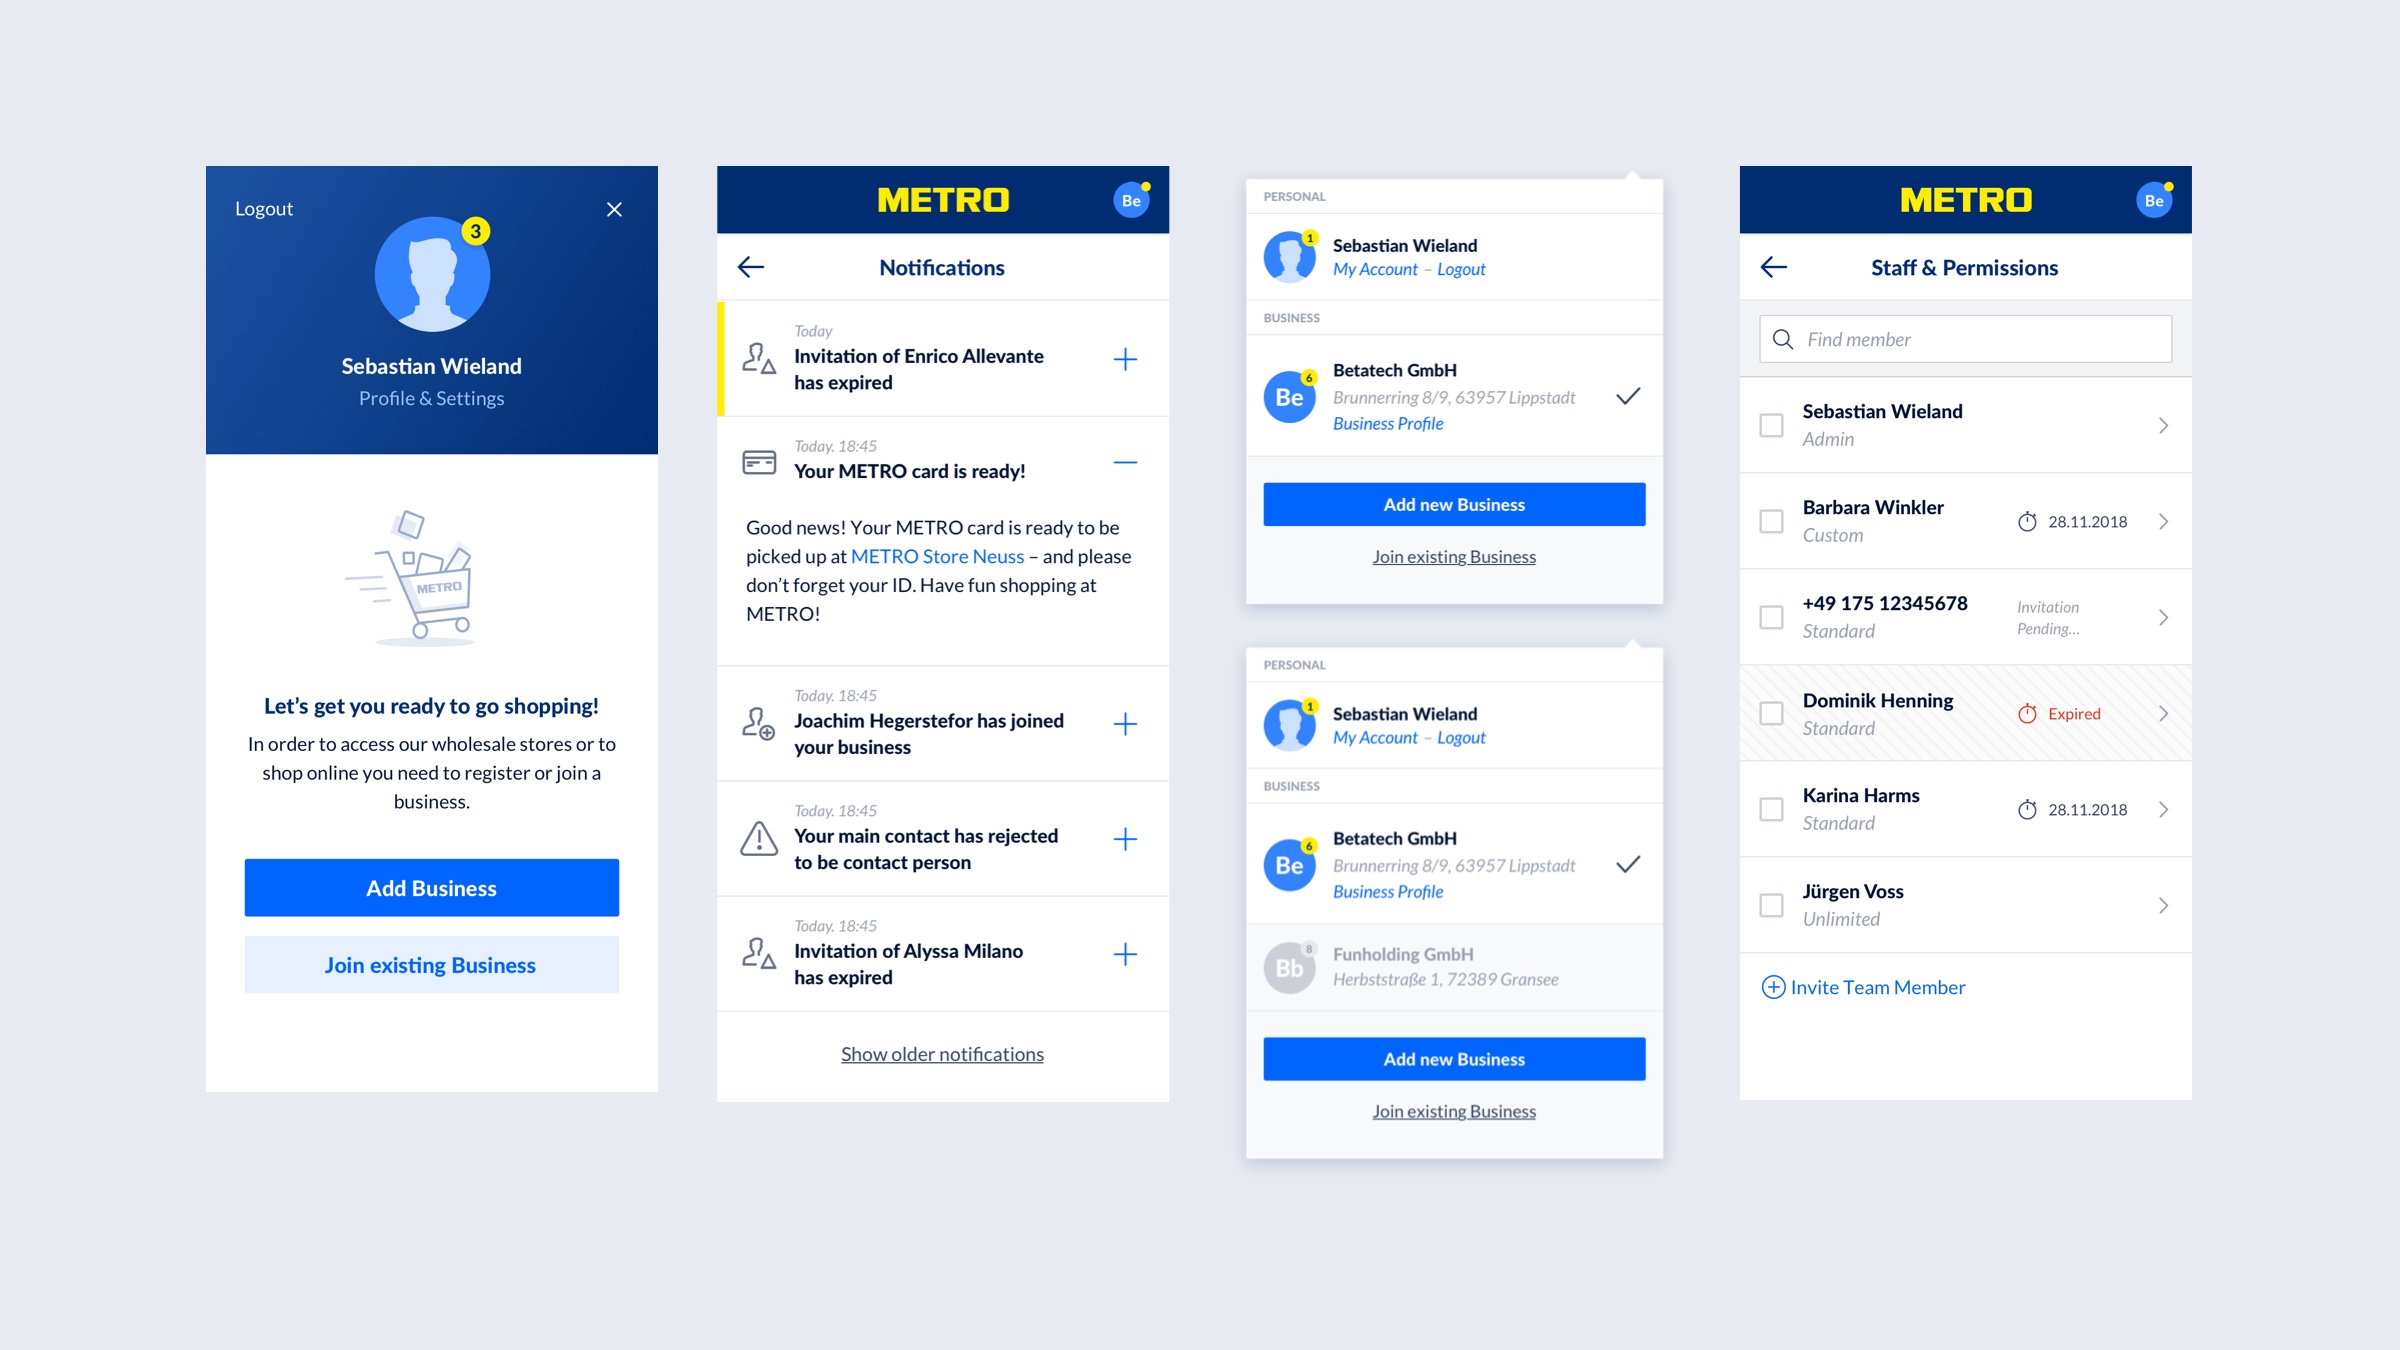 Logout
3
Sebastian Wieland
Profile & Settings
METRO
Let's get you ready to go shopping!
In order to access our wholesale stores or to
shop online you need to register or join a
business.
Add Business
Join existing Business
METRO
Be
Notifications
Today
Invitation of Enrico Allevante
has expired
Today. 18:45
Your METRO card is ready!
Good news! Your METRO card is ready to be
picked up at METRO Store Neuss – and please
don't forget your ID. Have fun shopping at
METRO!
Today. 18:45
Joachim Hegerstefor has joined
your business
Today. 18:45
Your main contact has rejected
to be contact person
Today. 18:45
Invitation of Alyssa Milano
has expired
Show older notifications
PERSONAL
1
Sebastian Wieland
My Account – Logout
BUSINESS
Betatech GmbH
6
Be
Brunnerring 8/9, 63957 Lippstadt
Business Profile
Add new Business
Join existing Business
PERSONAL
1
Sebastian Wieland
My Account – Logout
BUSINESS
Betatech GmbH
6
Be
Brunnerring 8/9, 63957 Lippstadt
Business Profile
8
Bb
Funholding GmbH
Herbststraße 1, 72389 Gransee
Add new Business
Join existing Business
METRO
Be
Staff & Permissions
Find member
Sebastian Wieland
Admin
Barbara Winkler
Custom
28.11.2018
+49 175 12345678
Standard
Invitation
Pending...
Dominik Henning
Standard
Expired
Karina Harms
Standard
28.11.2018
Jürgen Voss
Unlimited
Invite Team Member